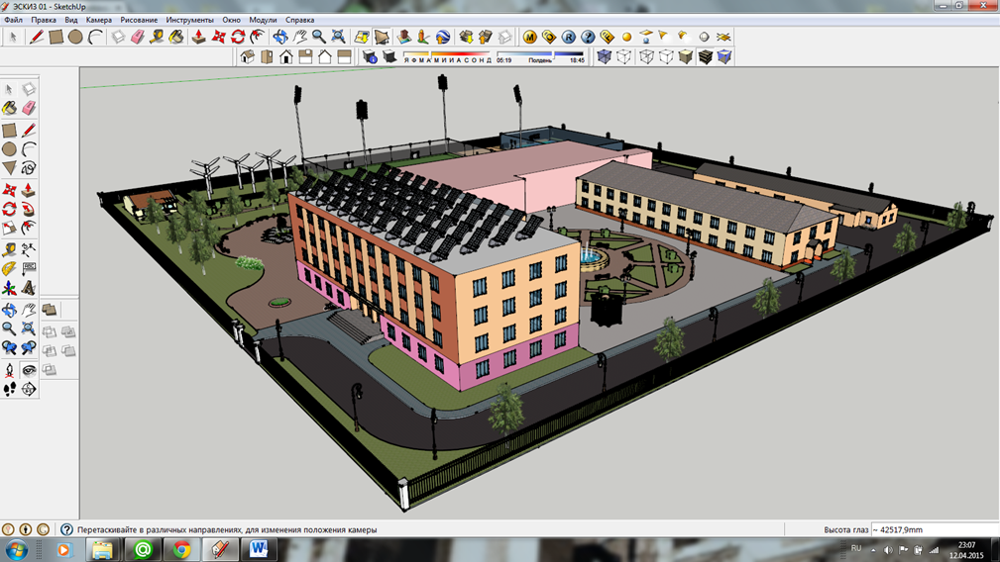 ЭСКИЗ 01 - SketchUp
Файл Правка Вид Камера Рисование Инструменты Окно Модули Справка
Я Ф М А М И И А С О Н Д 05:19 Полдень 18:45
Перетаскивайте в различных направлениях, для изменения положения камеры
Высота глаз ~ 42517,9mm
RU
23:07
12.04.2015